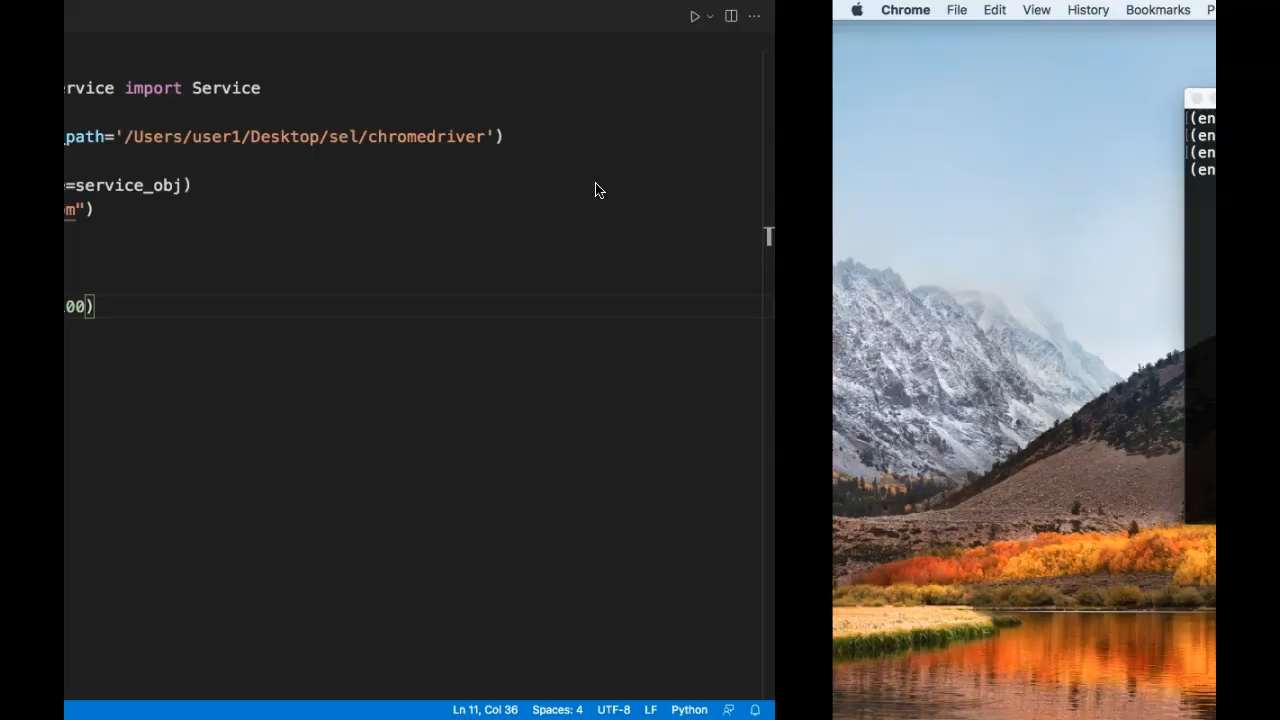 ervice import Service
_path='/Users/user1/Desktop/sel/chromedriver')
=service_obj)
m")
00)
Ln 11, Col 36 Spaces: 4 UTF-8 LF Python
Chrome File Edit View History Bookmarks P
(en
(en
(en
(en